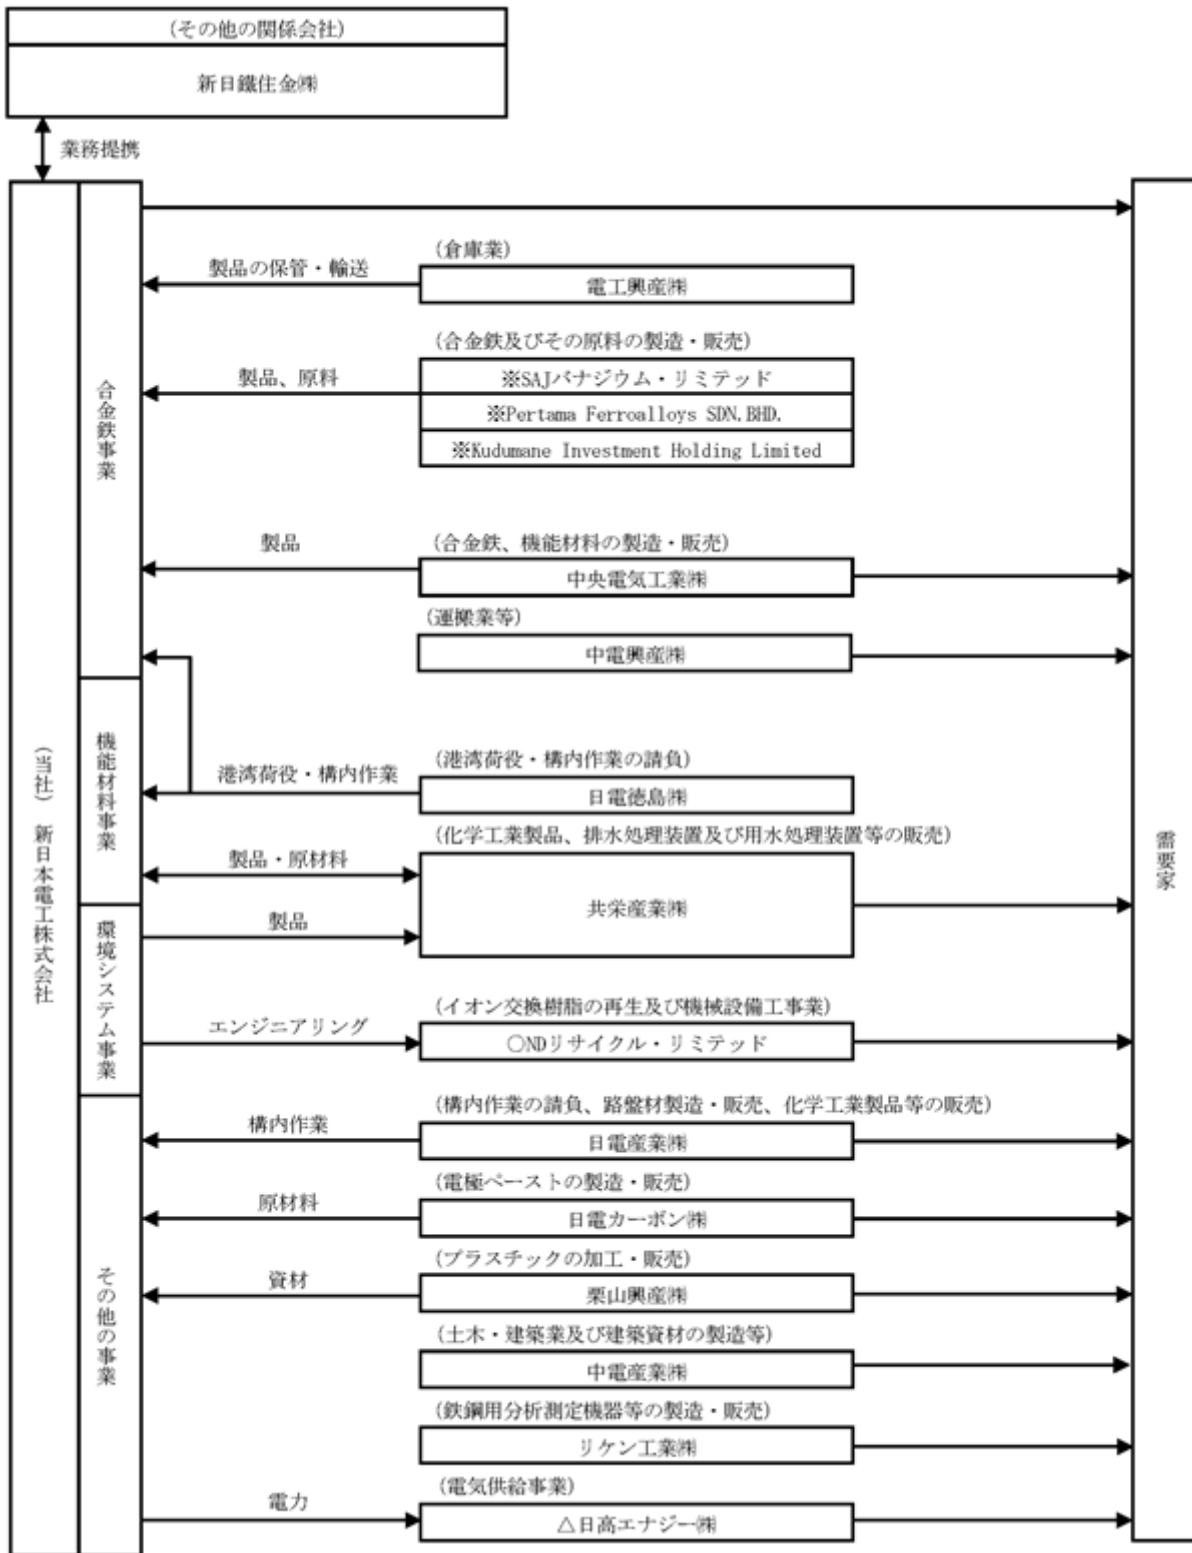 (その他の関係会社)
新日鐵住金㈱
業務提携
(当社) 新日本電工株式会社
合金鉄事業
製品の保管・輸送
(倉庫業)
電工興産㈱
製品、原料
(合金鉄及びその原料の製造・販売)
※SAJバナジウム・リミテッド
※Pertama Ferroalloys SDN.BHD.
※Kudumane Investment Holding Limited
製品
(合金鉄、機能材料の製造・販売)
中央電気工業㈱
(運搬業等)
中電興産㈱
機能材料事業
港湾荷役・構内作業
(港湾荷役・構内作業の請負)
日電徳島㈱
製品・原材料
(化学工業製品、排水処理装置及び用水処理装置等の販売)
共栄産業㈱
環境システム事業
製品
エンジニアリング
(イオン交換樹脂の再生及び機械設備工事業)
○NDリサイクル・リミテッド
その他の事業
構内作業
(構内作業の請負、路盤材製造・販売、化学工業製品等の販売)
日電産業㈱
原材料
(電極ペーストの製造・販売)
日電カーボン㈱
資材
(プラスチックの加工・販売)
栗山興産㈱
(土木・建築業及び建築資材の製造等)
中電産業㈱
(鉄鋼用分析測定機器等の製造・販売)
リケン工業㈱
電力
(電気供給事業)
△日高エナジー㈱
需要家